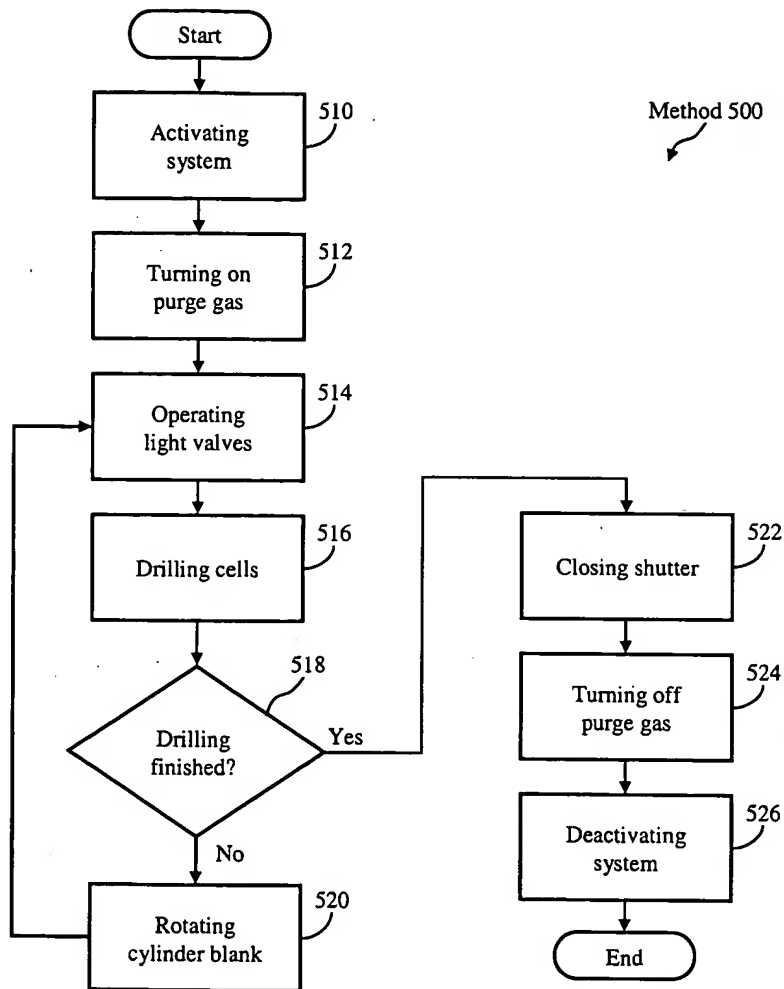 Start
510
Activating
system
Method 500
512
Turning on
purge gas
514
Operating
light valves
516
Drilling cells
518
Drilling
finished?
Yes
No
520
Rotating
cylinder blank
522
Closing shutter
524
Turning off
purge gas
526
Deactivating
system
End